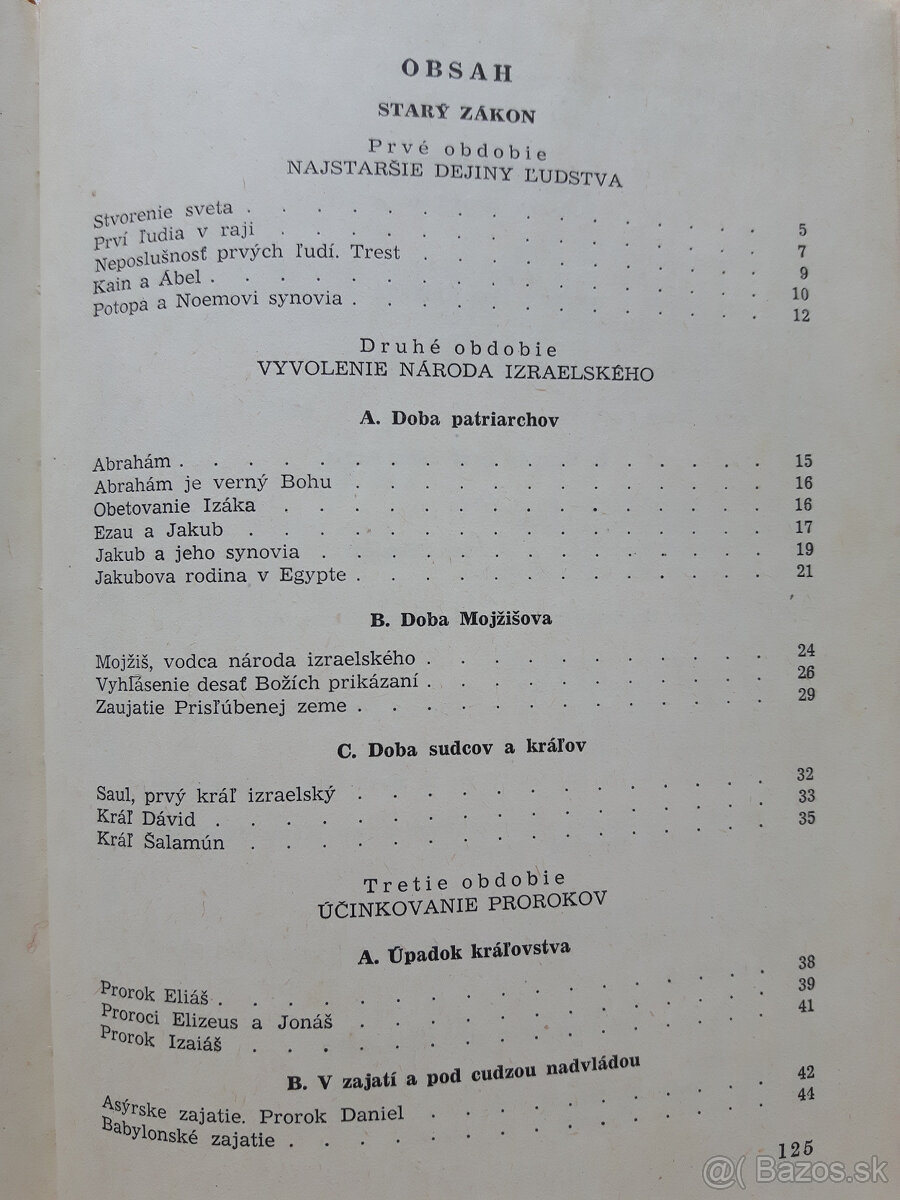 OBSAH
STARÝ ZÁKON
Prvé obdobie
NAJSTARŠIE DEJINY ĽUDSTVA
Stvorenie sveta . . . . . . . . . . . . . . . 5
Prví ľudia v raji . . . . . . . . . . . . . . 7
Neposlušnosť prvých ľudí. Trest . . . . . . . . . . 9
Kain a Ábel . . . . . . . . . . . . . . . . 10
Potopa a Noemovi synovia . . . . . . . . . . . . 12
Druhé obdobie
VYVOLENIE NÁRODA IZRAELSKÉHO
A. Doba patriarchov
Abrahám . . . . . . . . . . . . . . . . . 15
Abrahám je verný Bohu . . . . . . . . . . . . 16
Obetovanie Izáka . . . . . . . . . . . . . . 16
Ezau a Jakub . . . . . . . . . . . . . . . 17
Jakub a jeho synovia . . . . . . . . . . . . . 19
Jakubova rodina v Egypte . . . . . . . . . . . . 21
B. Doba Mojžišova
Mojžiš, vodca národa izraelského . . . . . . . . . . 24
Vyhlásenie desať Božích prikázaní . . . . . . . . . . 26
Zaujatie Prisľúbenej zeme . . . . . . . . . . . . 29
C. Doba sudcov a kráľov
Saul, prvý kráľ izraelský . . . . . . . . . . . . 32
Kráľ Dávid . . . . . . . . . . . . . . . . 33
Kráľ Šalamún . . . . . . . . . . . . . . . 35
Tretie obdobie
ÚČINKOVANIE PROROKOV
A. Úpadok kráľovstva
Prorok Eliáš . . . . . . . . . . . . . . . . 38
Proroci Elizeus a Jonáš . . . . . . . . . . . . 39
Prorok Izaiáš . . . . . . . . . . . . . . . 41
B. V zajatí a pod cudzou nadvládou
Asýrske zajatie. Prorok Daniel . . . . . . . . . . 42
Babylonské zajatie . . . . . . . . . . . . . . 44
125
@( Bazos.sk